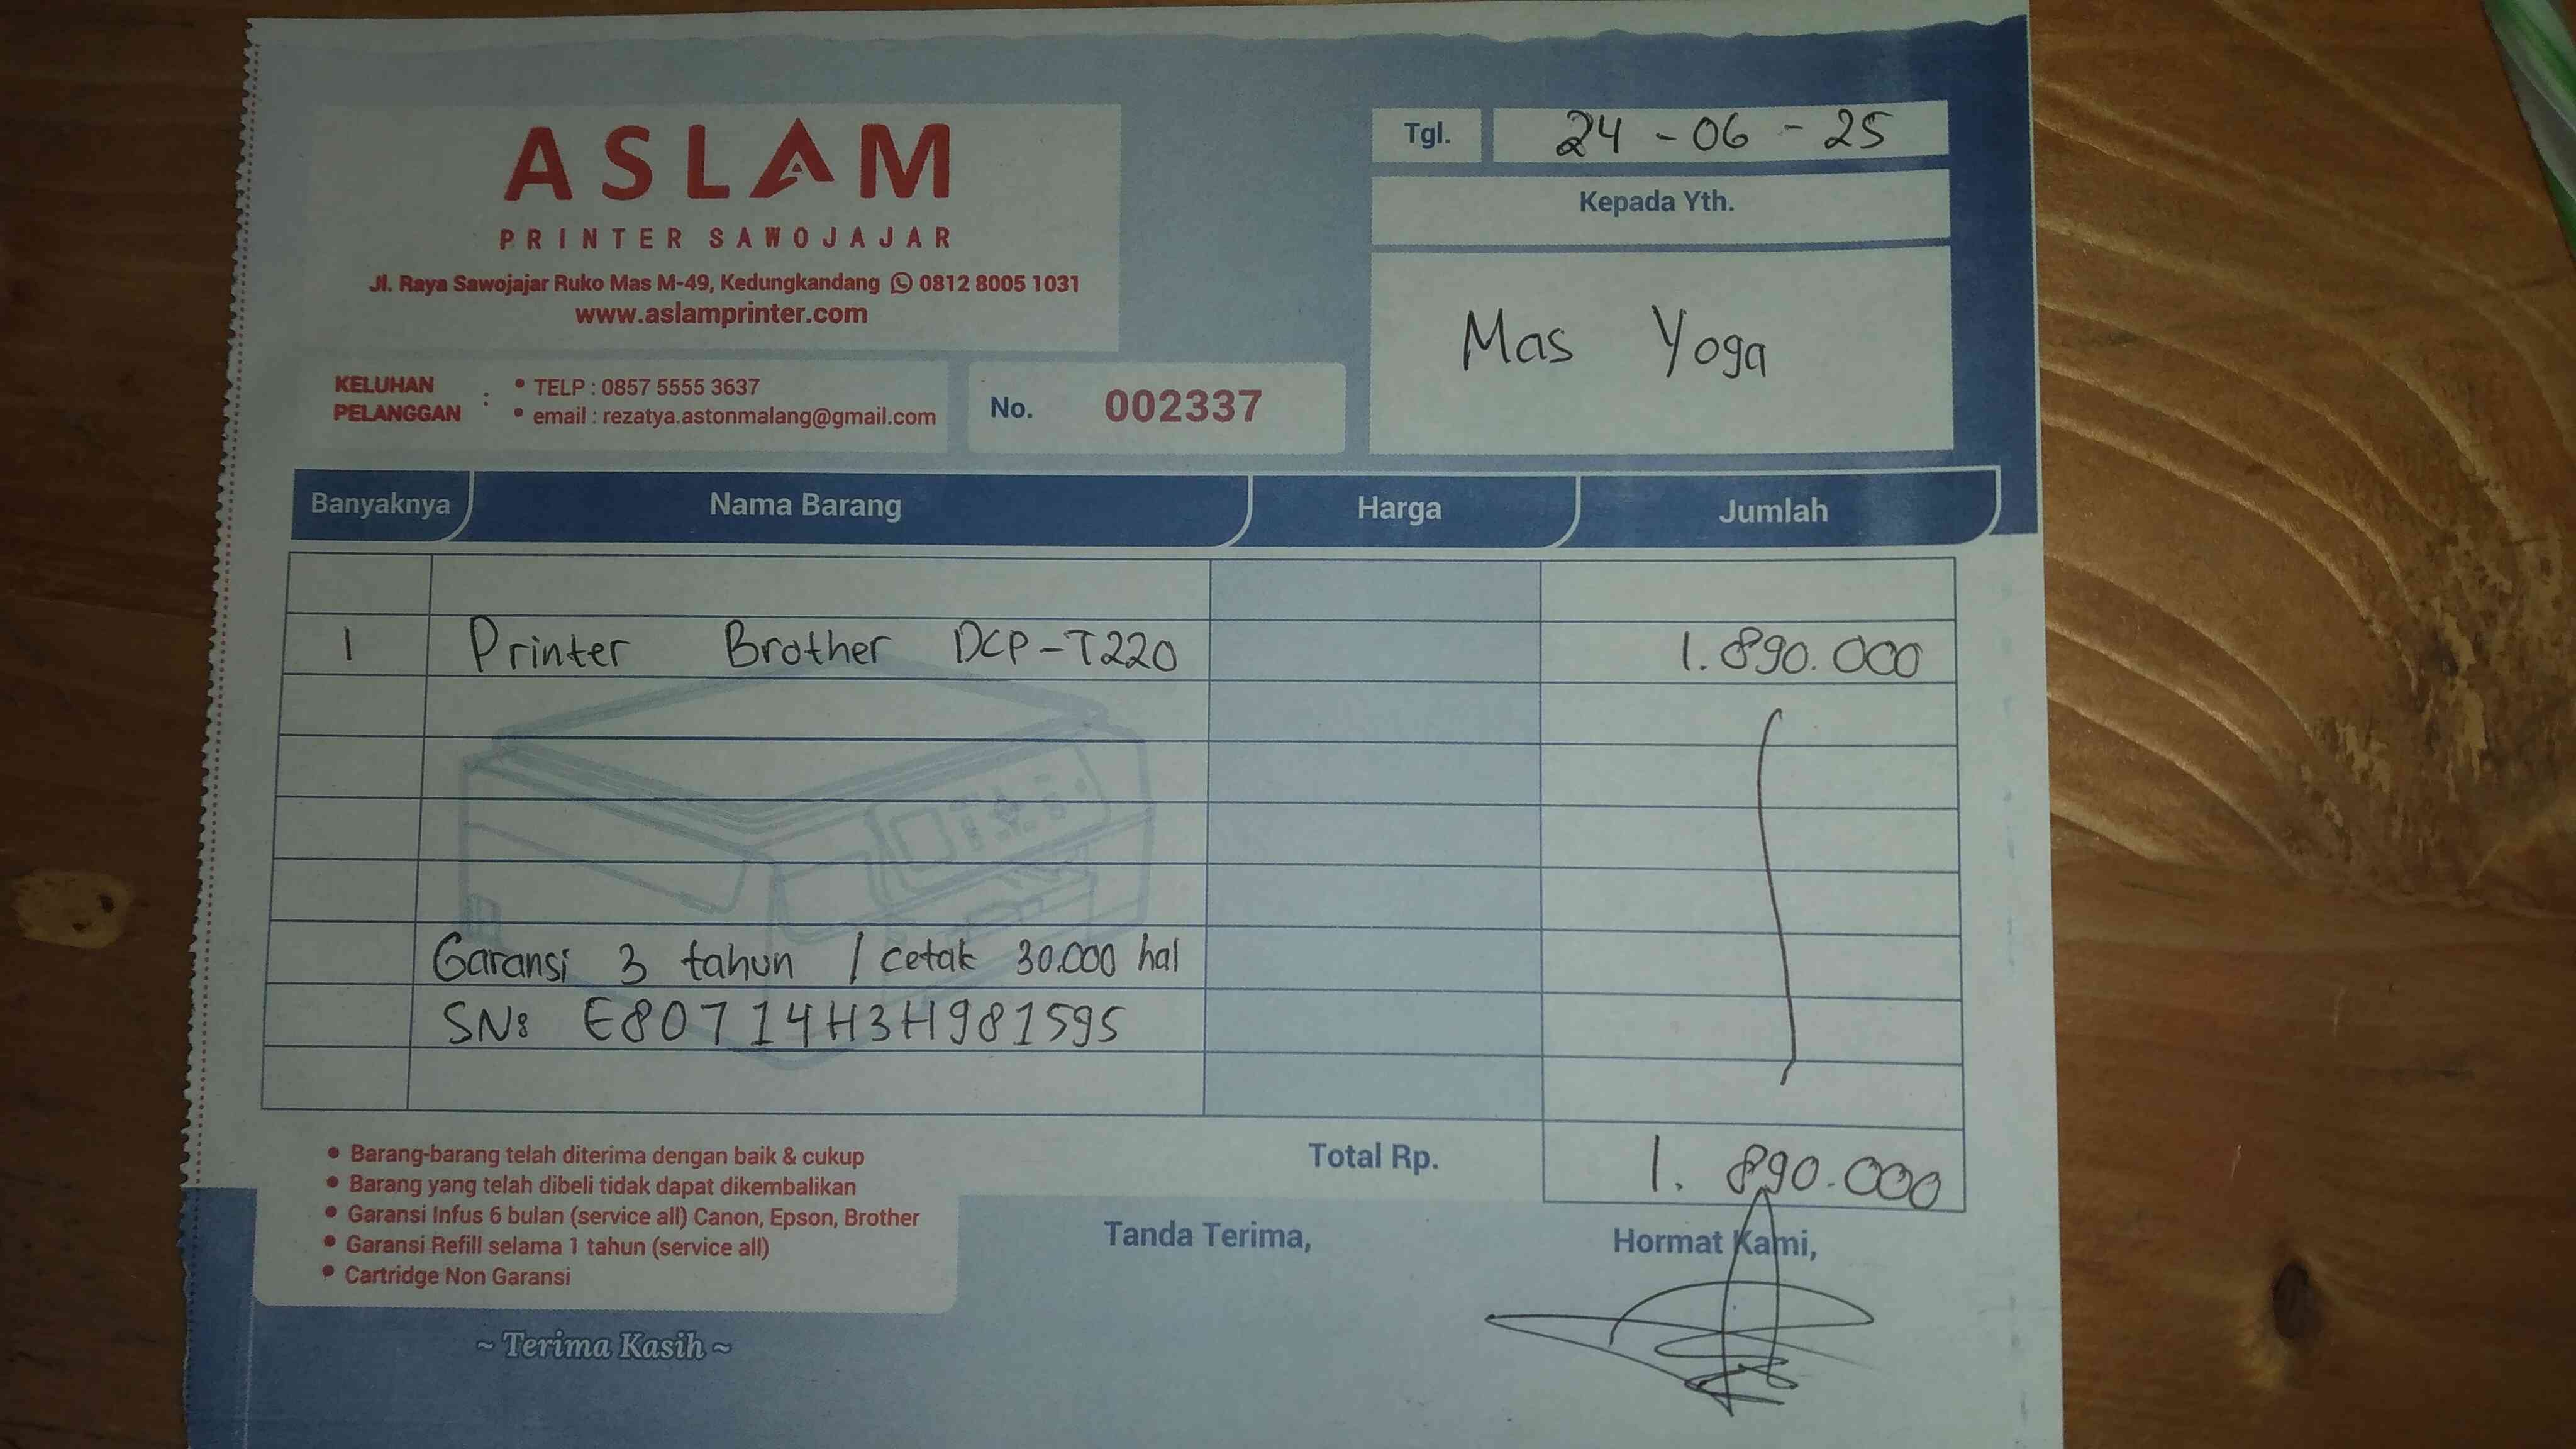 ASLAM
PRINTER SAWOJAJAR
Jl. Raya Sawojajar Ruko Mas M-49, Kedungkandang 0812 8005 1031
www.aslamprinter.com
Tgl. 24 - 06 - 25
Kepada Yth.
Mas Yoga
KELUHAN PELANGGAN :
• TELP : 0857 5555 3637
• email : rezatya.astonmalang@gmail.com
No. 002337
Banyaknya Nama Barang Harga Jumlah
1 Printer Brother DCP-T220 1.890.000
Garansi 3 tahun / cetak 30.000 hal
SN: E80714H3H981595
Total Rp. 1.890.000
• Barang-barang telah diterima dengan baik & cukup
• Barang yang telah dibeli tidak dapat dikembalikan
• Garansi Infus 6 bulan (service all) Canon, Epson, Brother
• Garansi Refill selama 1 tahun (service all)
• Cartridge Non Garansi
Tanda Terima,
Hormat Kami,
~ Terima Kasih ~